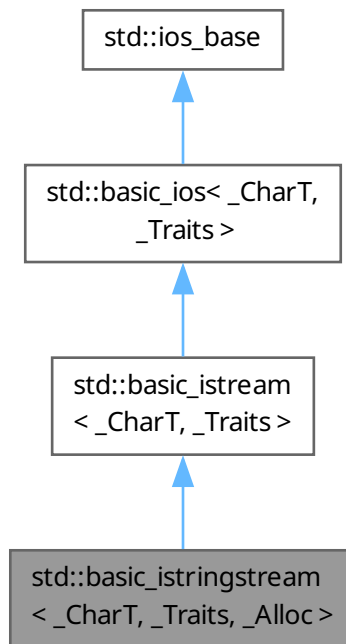 std::ios_base
std::basic_ios< _CharT,
_Traits >
std::basic_istream
< _CharT, _Traits >
std::basic_istringstream
< _CharT, _Traits, _Alloc >